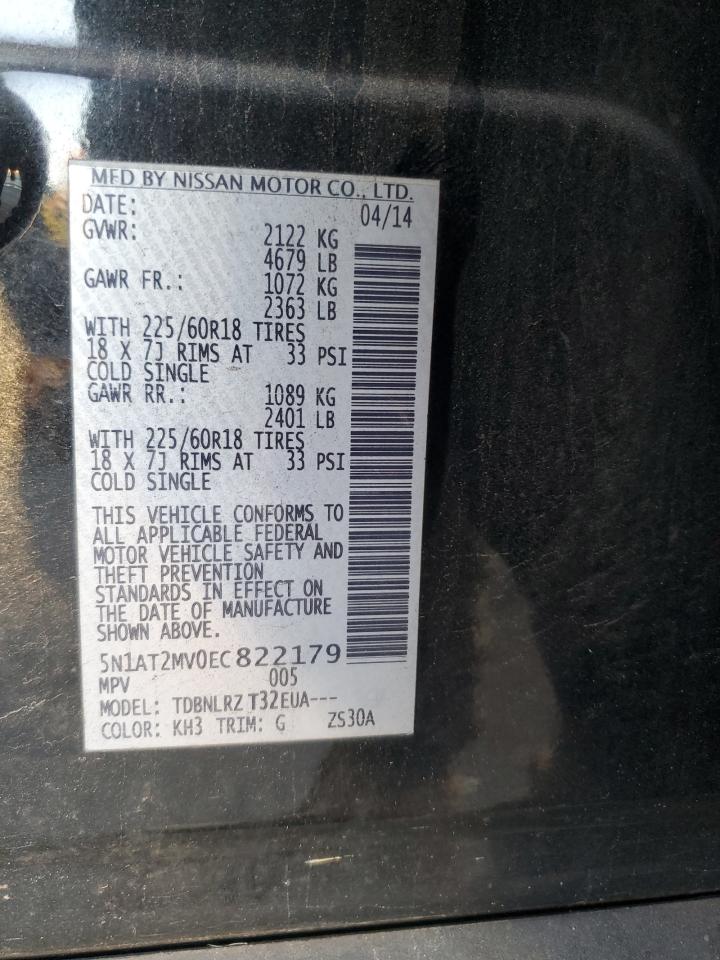 MFD BY NISSAN MOTOR CO., LTD.
DATE: 04/14
GVWR: 2122 KG
4679 LB
GAWR FR.: 1072 KG
2363 LB
WITH 225/60R18 TIRES
18 X 7J RIMS AT 33 PSI
COLD SINGLE
GAWR RR.: 1089 KG
2401 LB
WITH 225/60R18 TIRES
18 X 7J RIMS AT 33 PSI
COLD SINGLE
THIS VEHICLE CONFORMS TO
ALL APPLICABLE FEDERAL
MOTOR VEHICLE SAFETY AND
THEFT PREVENTION
STANDARDS IN EFFECT ON
THE DATE OF MANUFACTURE
SHOWN ABOVE.
5N1AT2MV0EC822179
MPV 005
MODEL: TDBNLRZ T32EUA---
COLOR: KH3 TRIM: G ZS30A